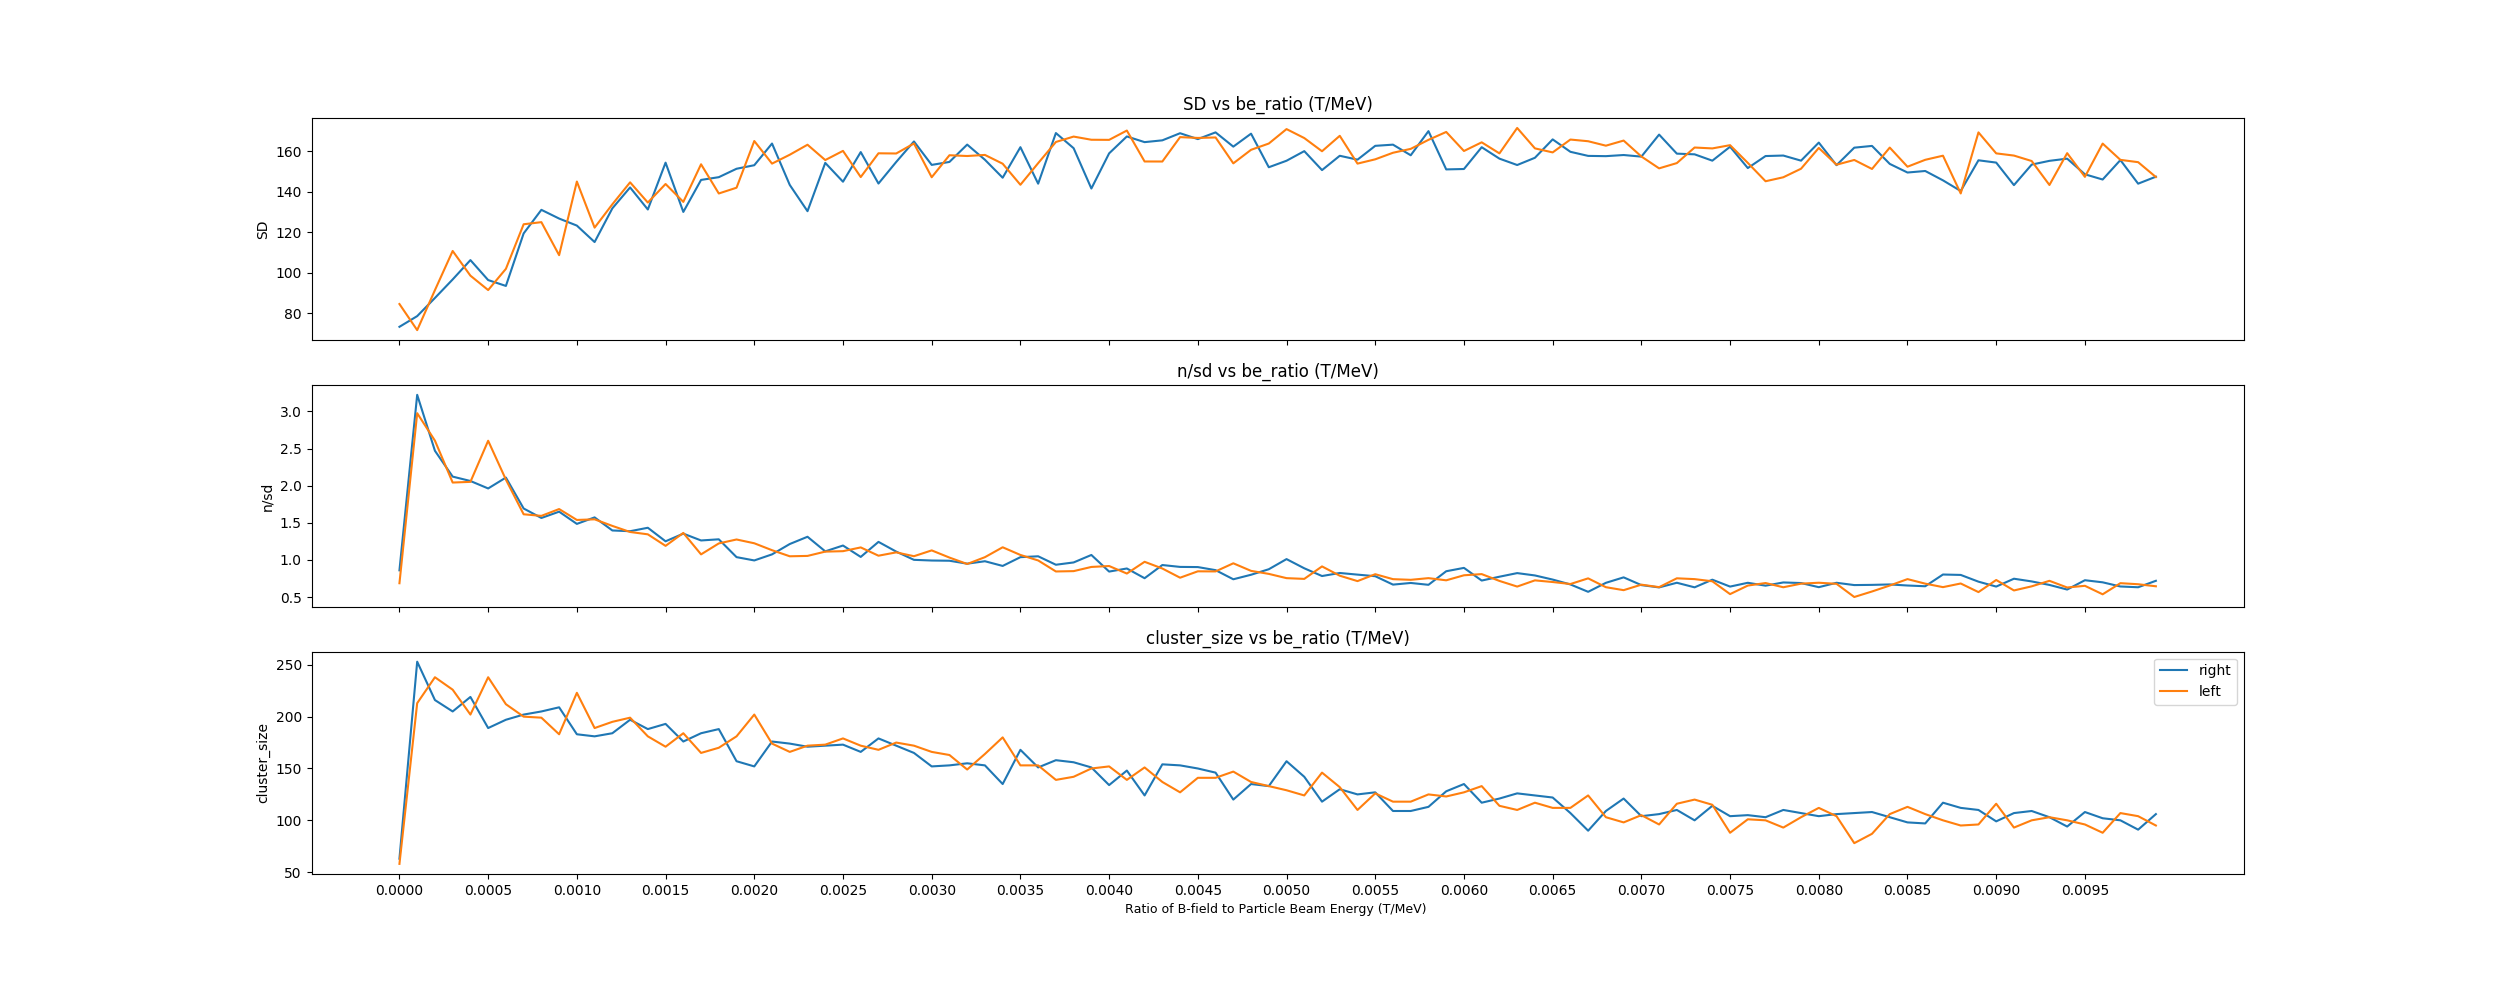 SD vs be_ratio (T/MeV)
SD
160
140
120
100
80
n/sd vs be_ratio (T/MeV)
n/sd
3.0
2.5
2.0
1.5
1.0
0.5
cluster_size vs be_ratio (T/MeV)
cluster_size
250
200
150
100
50
right
left
0.0000 0.0005 0.0010 0.0015 0.0020 0.0025 0.0030 0.0035 0.0040 0.0045 0.0050 0.0055 0.0060 0.0065 0.0070 0.0075 0.0080 0.0085 0.0090 0.0095
Ratio of B-field to Particle Beam Energy (T/MeV)